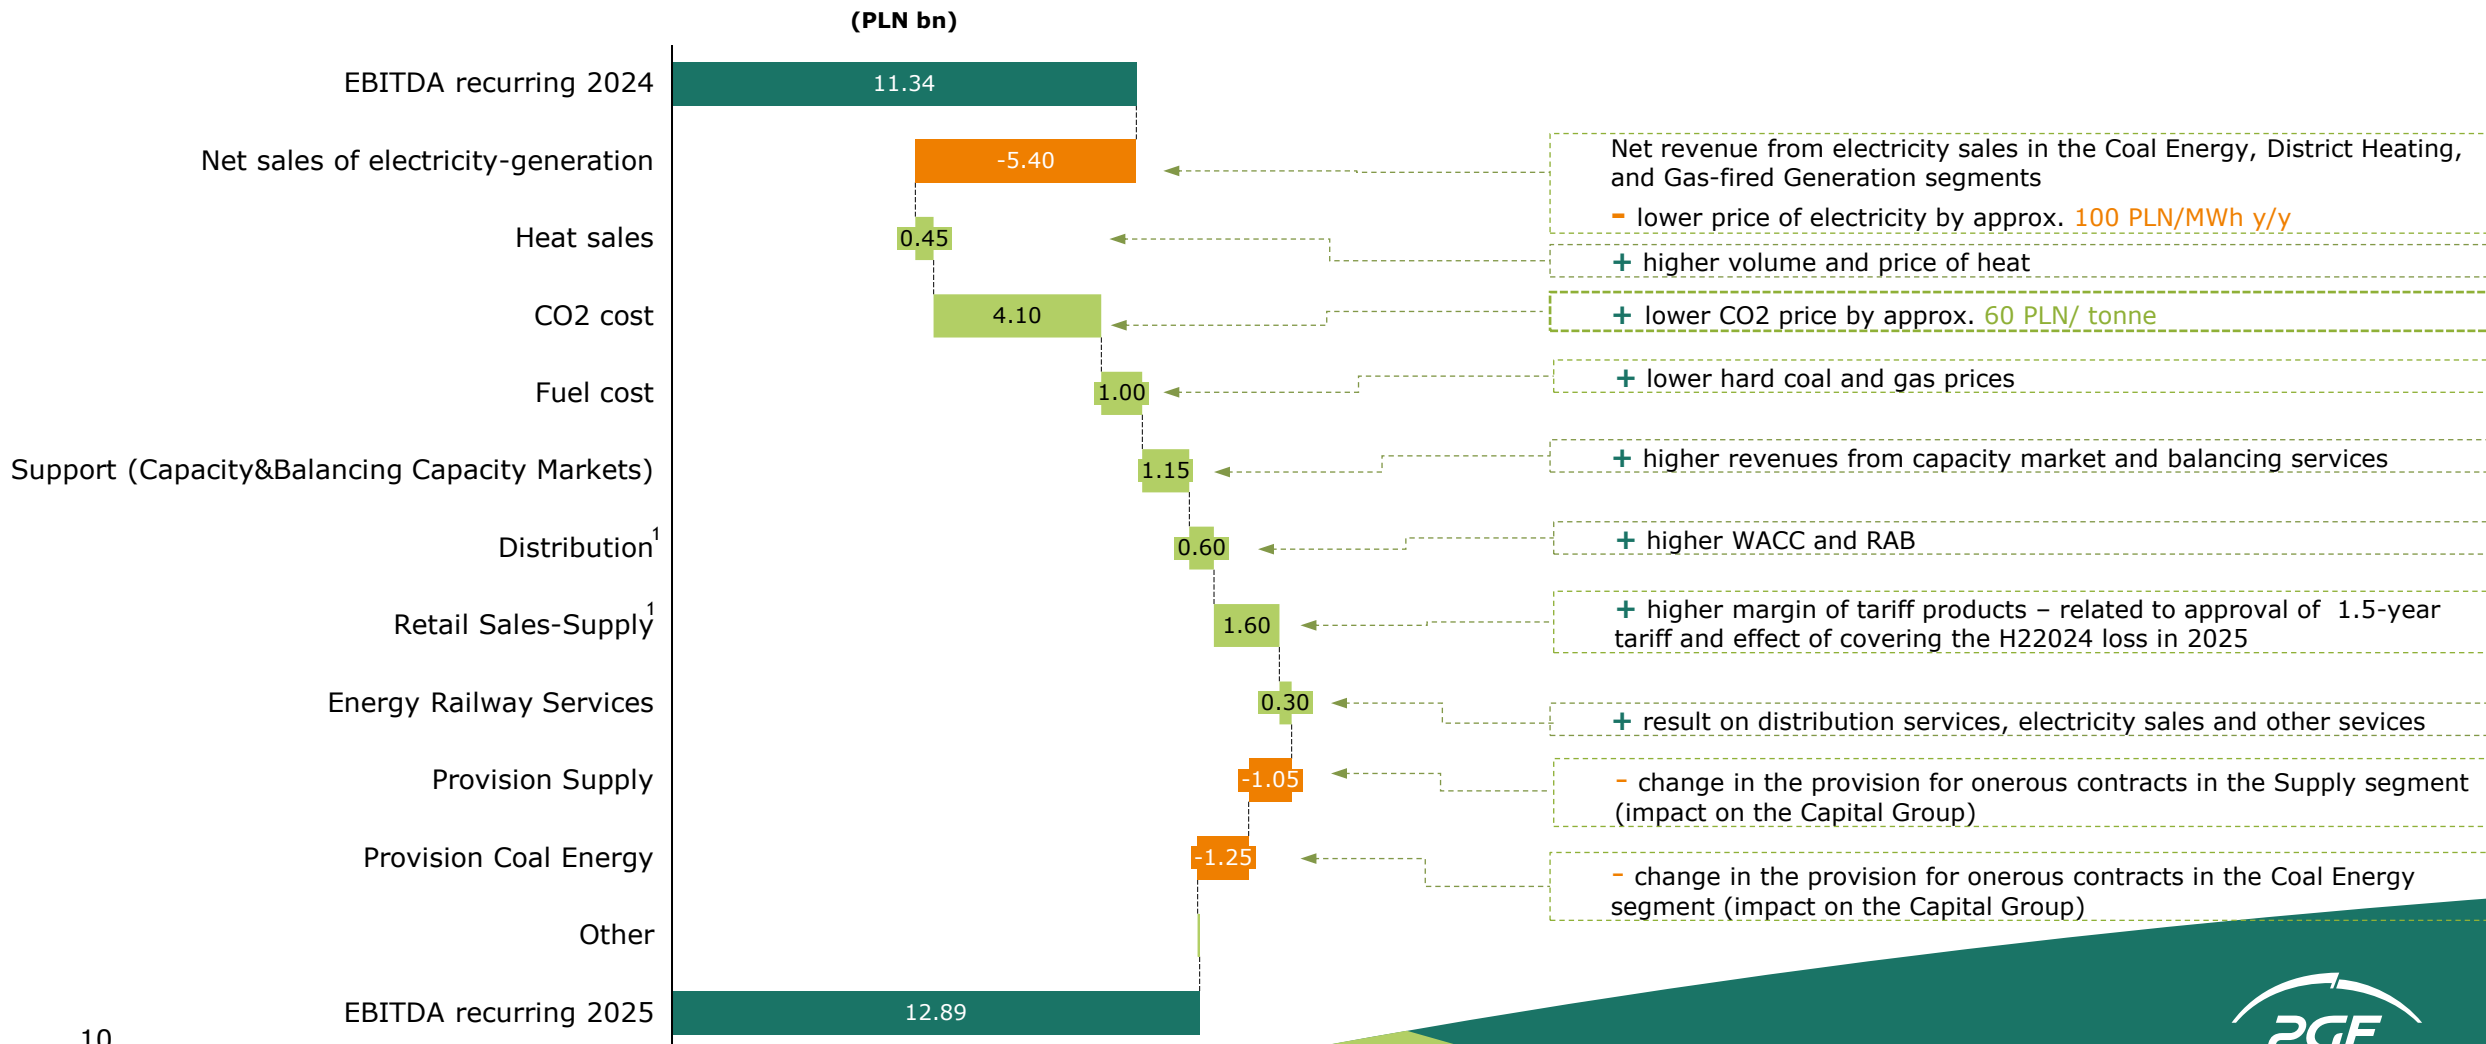 (PLN bn)
EBITDA recurring 2024
11.34
Net sales of electricity-generation
-5.40
Net revenue from electricity sales in the Coal Energy, District Heating,
and Gas-fired Generation segments
- lower price of electricity by approx. 100 PLN/MWh y/y
Heat sales
0.45
+ higher volume and price of heat
CO2 cost
4.10
+ lower CO2 price by approx. 60 PLN/ tonne
Fuel cost
1.00
+ lower hard coal and gas prices
Support (Capacity&Balancing Capacity Markets)
1.15
+ higher revenues from capacity market and balancing services
Distribution1
0.60
+ higher WACC and RAB
Retail Sales-Supply1
1.60
+ higher margin of tariff products – related to approval of 1.5-year
tariff and effect of covering the H22024 loss in 2025
Energy Railway Services
0.30
+ result on distribution services, electricity sales and other sevices
Provision Supply
-1.05
- change in the provision for onerous contracts in the Supply segment
(impact on the Capital Group)
Provision Coal Energy
-1.25
- change in the provision for onerous contracts in the Coal Energy
segment (impact on the Capital Group)
Other
EBITDA recurring 2025
12.89
10
PGE